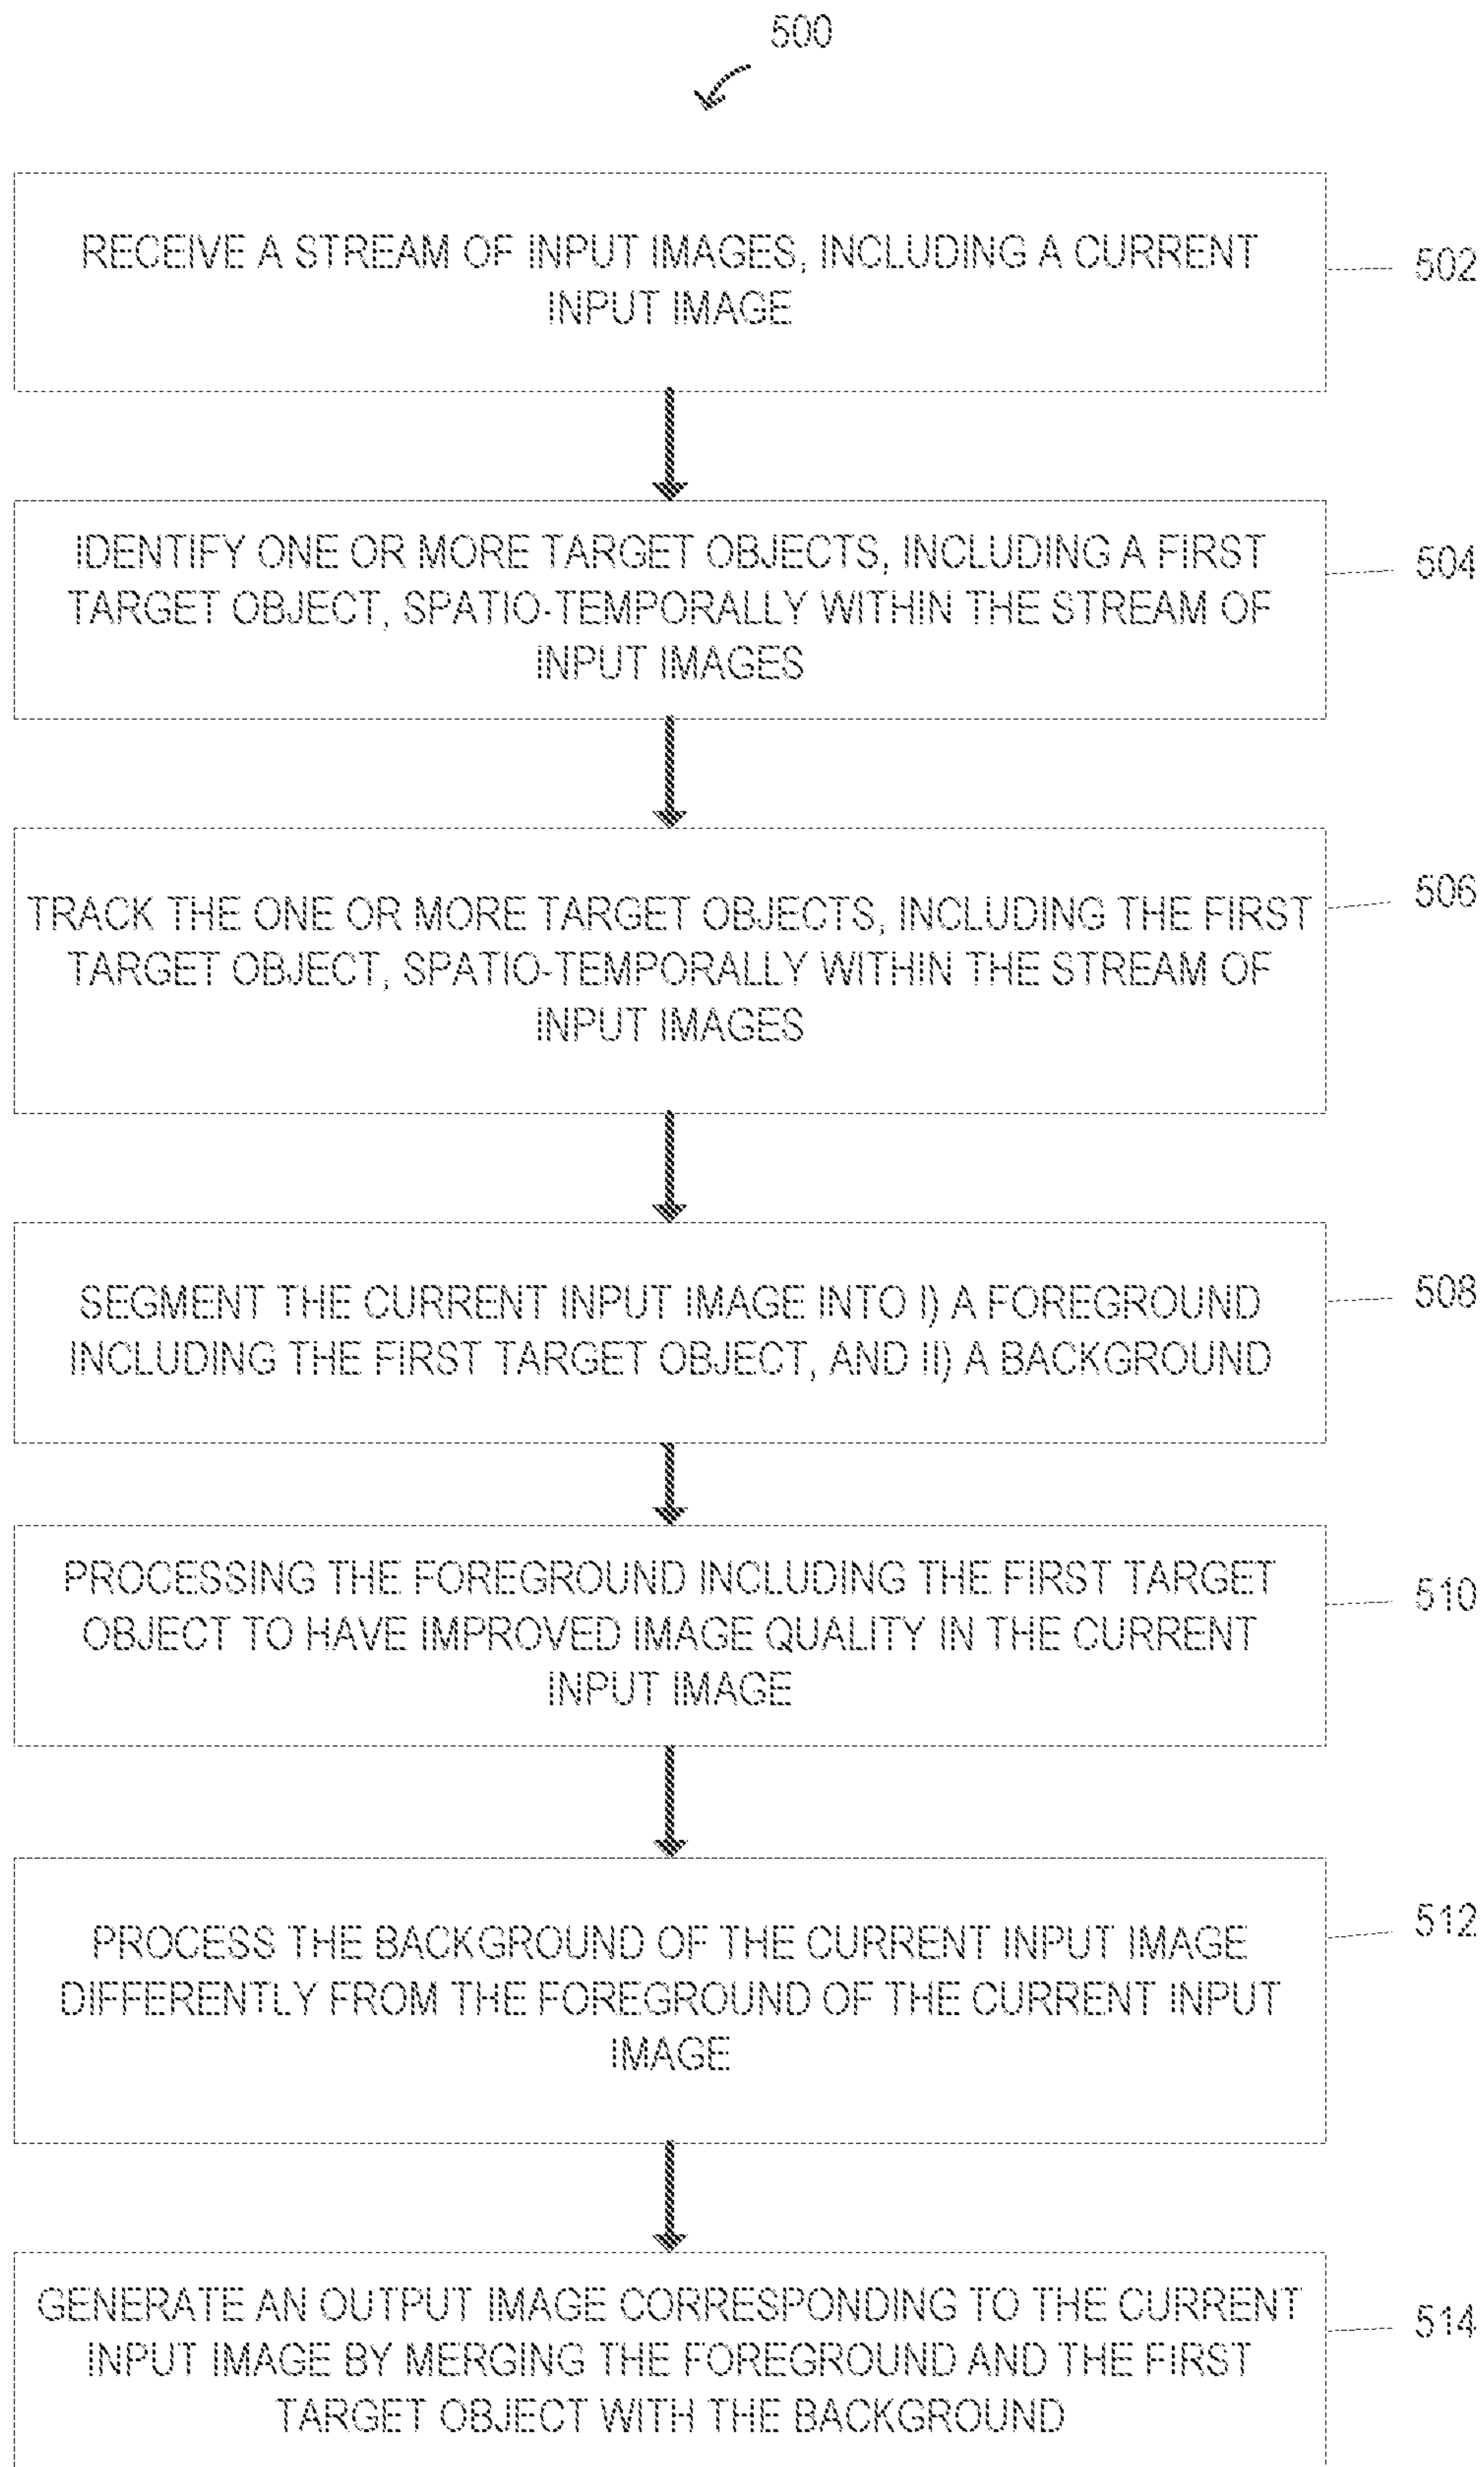 500
RECEIVE A STREAM OF INPUT IMAGES, INCLUDING A CURRENT
INPUT IMAGE
502
IDENTIFY ONE OR MORE TARGET OBJECTS, INCLUDING A FIRST
TARGET OBJECT, SPATIO-TEMPORALLY WITHIN THE STREAM OF
INPUT IMAGES
504
TRACK THE ONE OR MORE TARGET OBJECTS, INCLUDING THE FIRST
TARGET OBJECT, SPATIO-TEMPORALLY WITHIN THE STREAM OF
INPUT IMAGES
506
SEGMENT THE CURRENT INPUT IMAGE INTO I) A FOREGROUND
INCLUDING THE FIRST TARGET OBJECT, AND II) A BACKGROUND
508
PROCESSING THE FOREGROUND INCLUDING THE FIRST TARGET
OBJECT TO HAVE IMPROVED IMAGE QUALITY IN THE CURRENT
INPUT IMAGE
510
PROCESS THE BACKGROUND OF THE CURRENT INPUT IMAGE
DIFFERENTLY FROM THE FOREGROUND OF THE CURRENT INPUT
IMAGE
512
GENERATE AN OUTPUT IMAGE CORRESPONDING TO THE CURRENT
INPUT IMAGE BY MERGING THE FOREGROUND AND THE FIRST
TARGET OBJECT WITH THE BACKGROUND
514